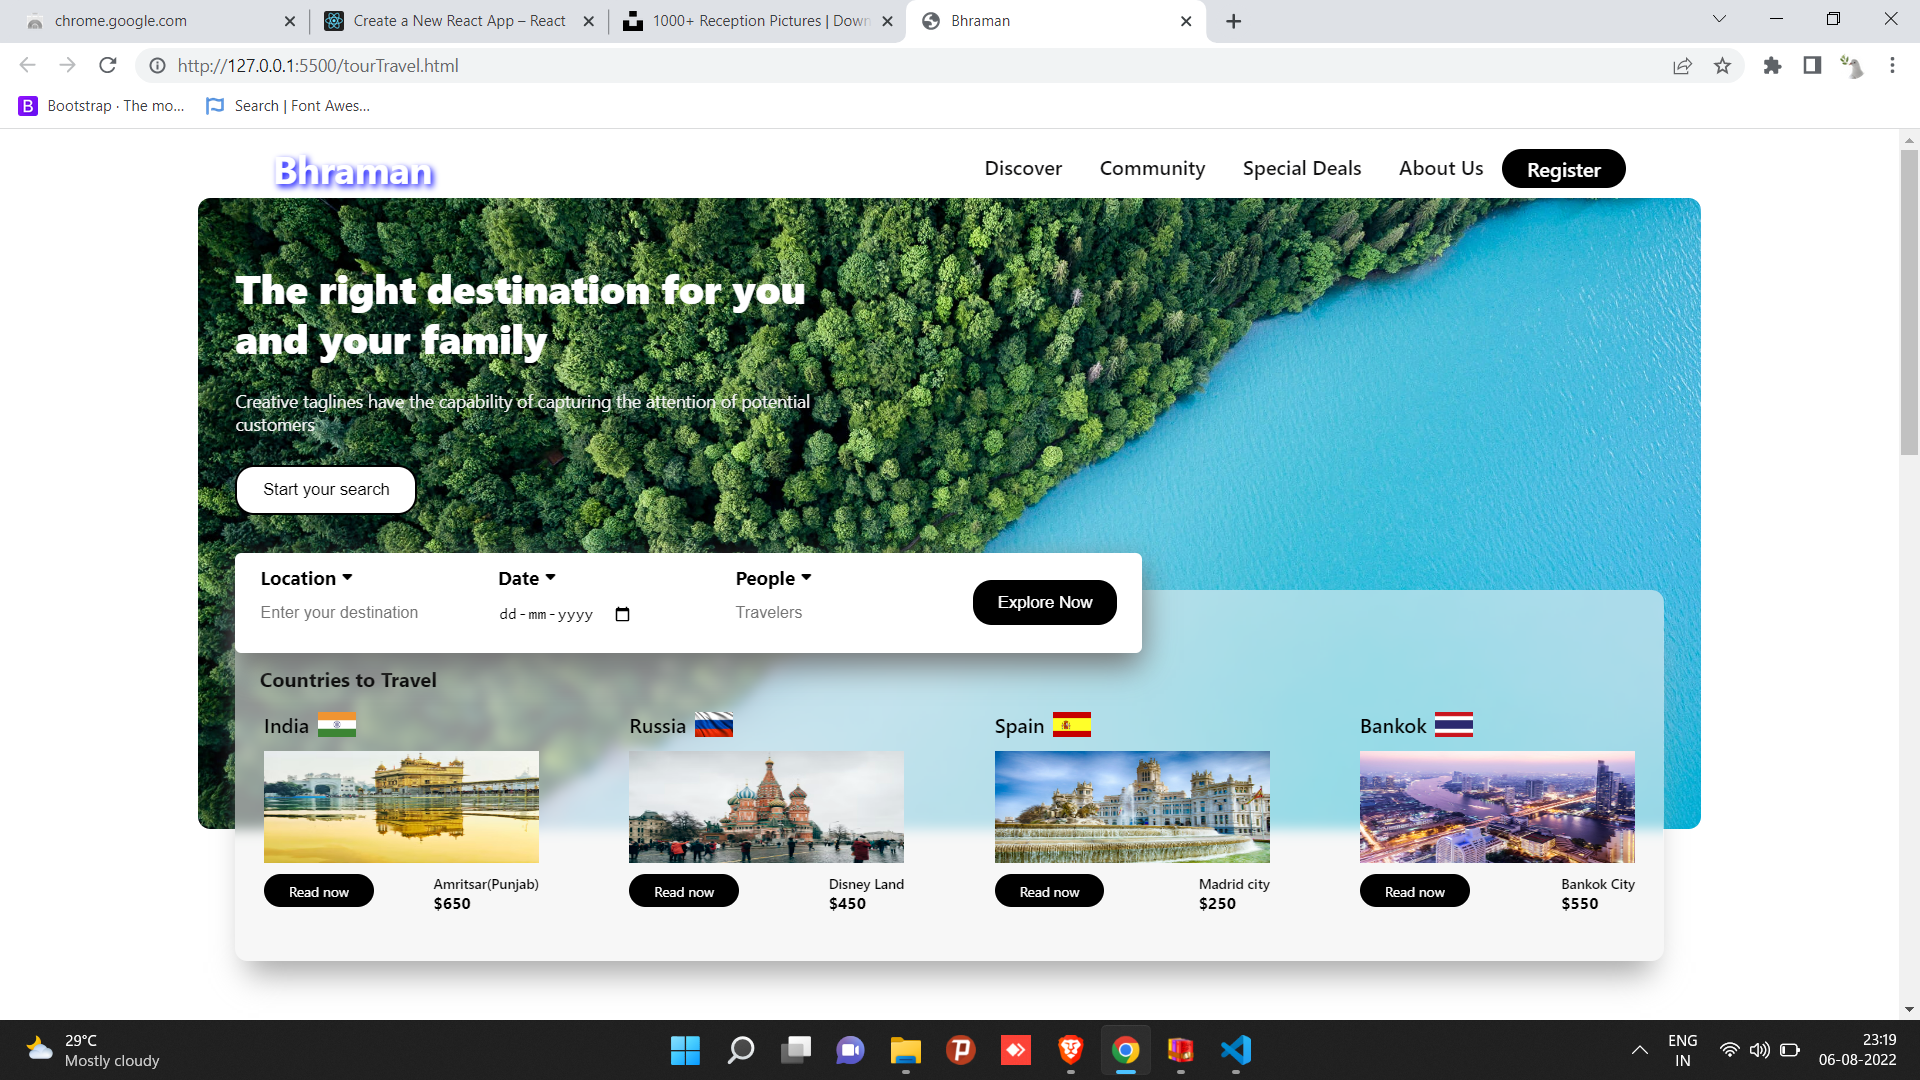 chrome.google.com
Create a New React App – React
1000+ Reception Pictures | Down
Bhraman
http://127.0.0.1:5500/tourTravel.html
B Bootstrap · The mo...
Search | Font Awes...
Bhraman
Discover
Community
Special Deals
About Us
Register
The right destination for you
and your family
Creative taglines have the capability of capturing the attention of potential
customers
Start your search
Location
Date
People
Enter your destination
dd-mm-yyyy
Travelers
Explore Now
Countries to Travel
India
Russia
Spain
Bankok
Read now
Amritsar(Punjab)
$650
Read now
Disney Land
$450
Read now
Madrid city
$250
Read now
Bankok City
$550
29°C
Mostly cloudy
ENG
IN
23:19
06-08-2022